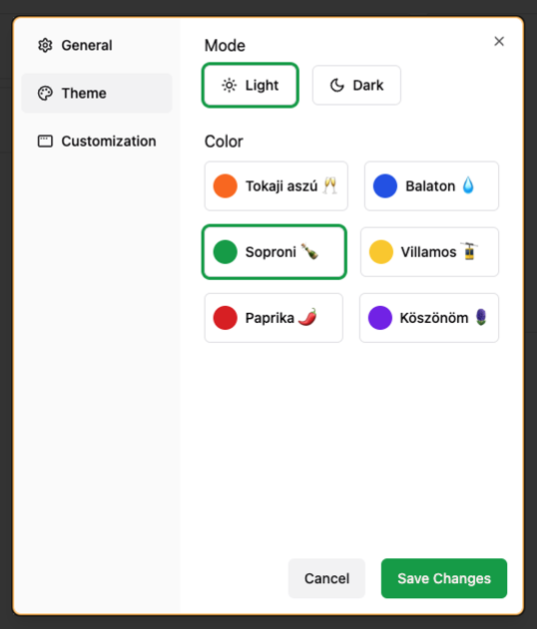 General
Theme
Customization
Mode
Light
Dark
Color
Tokaji aszú 🥂
Balaton 💧
Soproni 🍾
Villamos 🚡
Paprika 🌶️
Köszönöm 🪻
Cancel
Save Changes